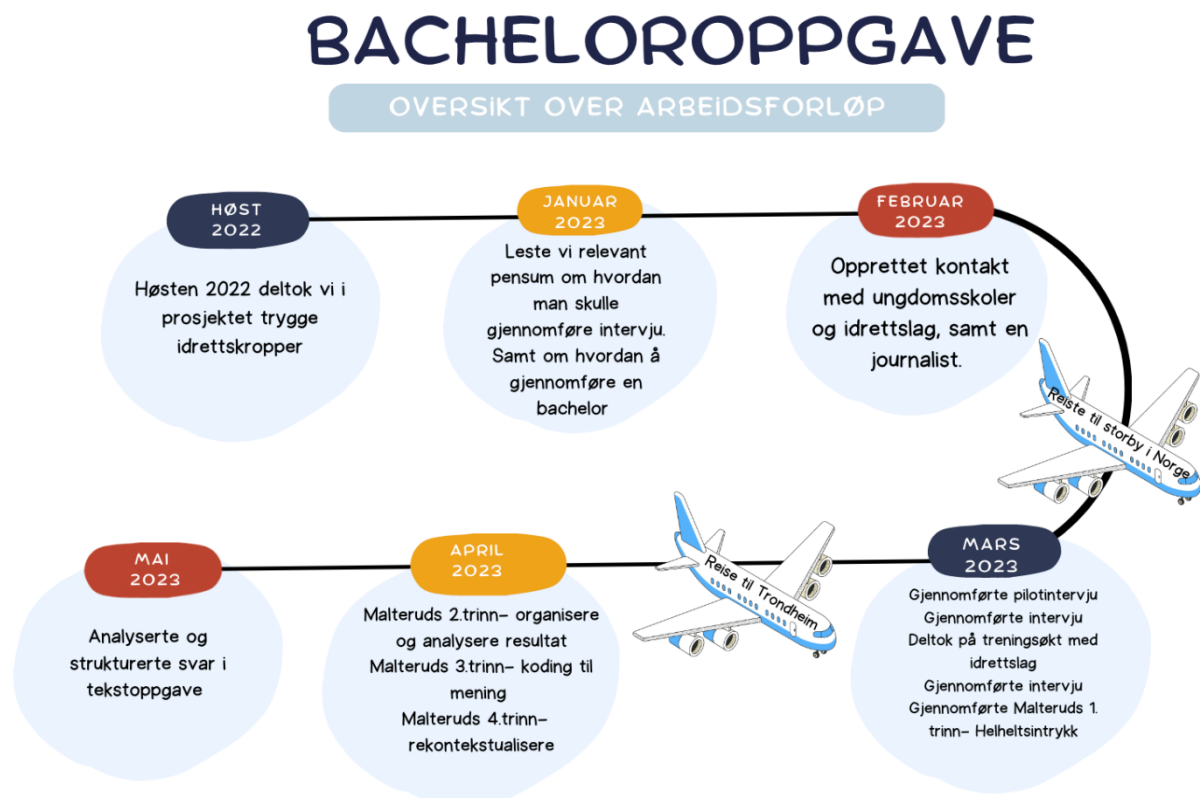 BACHELOROPPGAVE
OVERSIKT OVER ARBEIDSFORLØP
HØST
2022
Høsten 2022 deltok vi i
prosjektet trygge
idrettskropper
JANUAR
2023
Leste vi relevant
pensum om hvordan
man skulle
gjennomføre intervju.
Samt om hvordan å
gjennomføre en
bachelor
FEBRUAR
2023
Opprettet kontakt
med ungdomsskoler
og idrettslag, samt en
journalist.
Reiste til storby i Norge
MARS
2023
Gjennomførte pilotintervju
Gjennomførte intervju
Deltok på treningsøkt med
idrettslag
Gjennomførte intervju
Gjennomførte Malteruds 1.
trinn- Helheltsintrykk
Reise til Trondheim
APRIL
2023
Malteruds 2.trinn- organisere
og analysere resultat
Malteruds 3.trinn- koding til
mening
Malteruds 4.trinn-
rekontekstualisere
MAI
2023
Analyserte og
strukturerte svar i
tekstoppgave